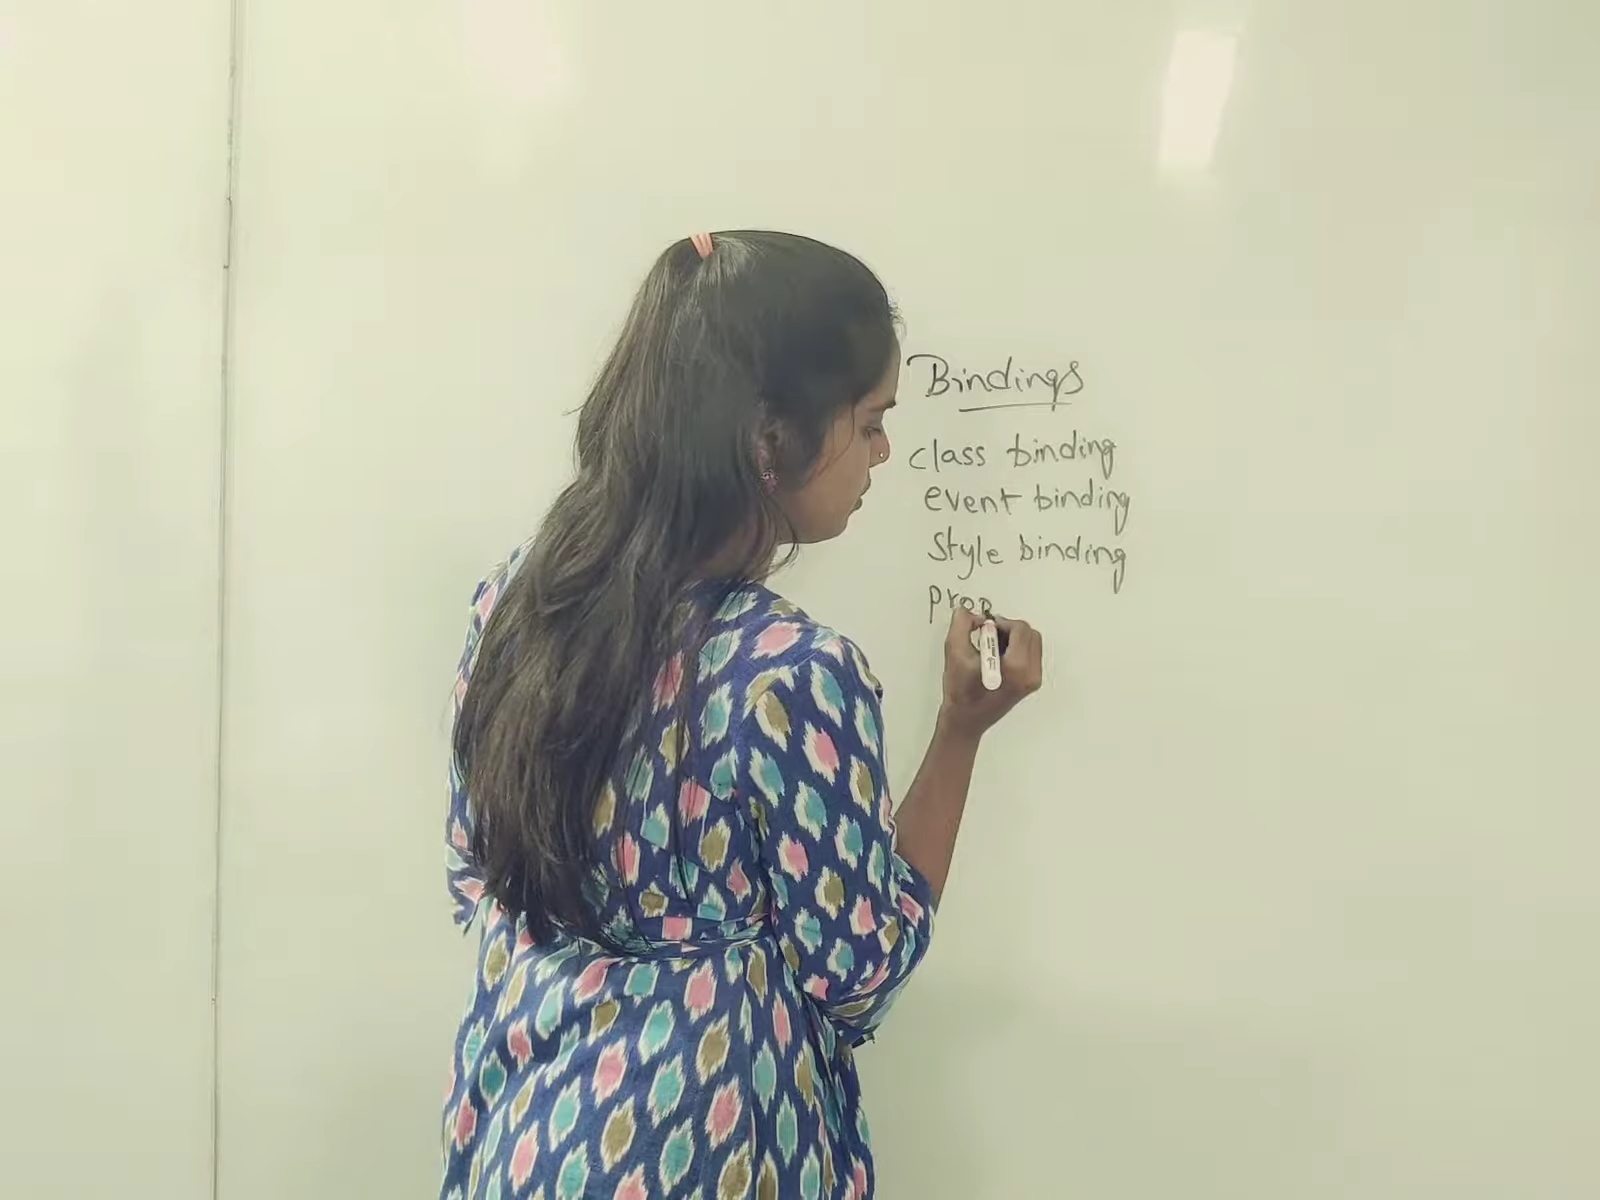 Bindings
class binding
event binding
Style binding
prop